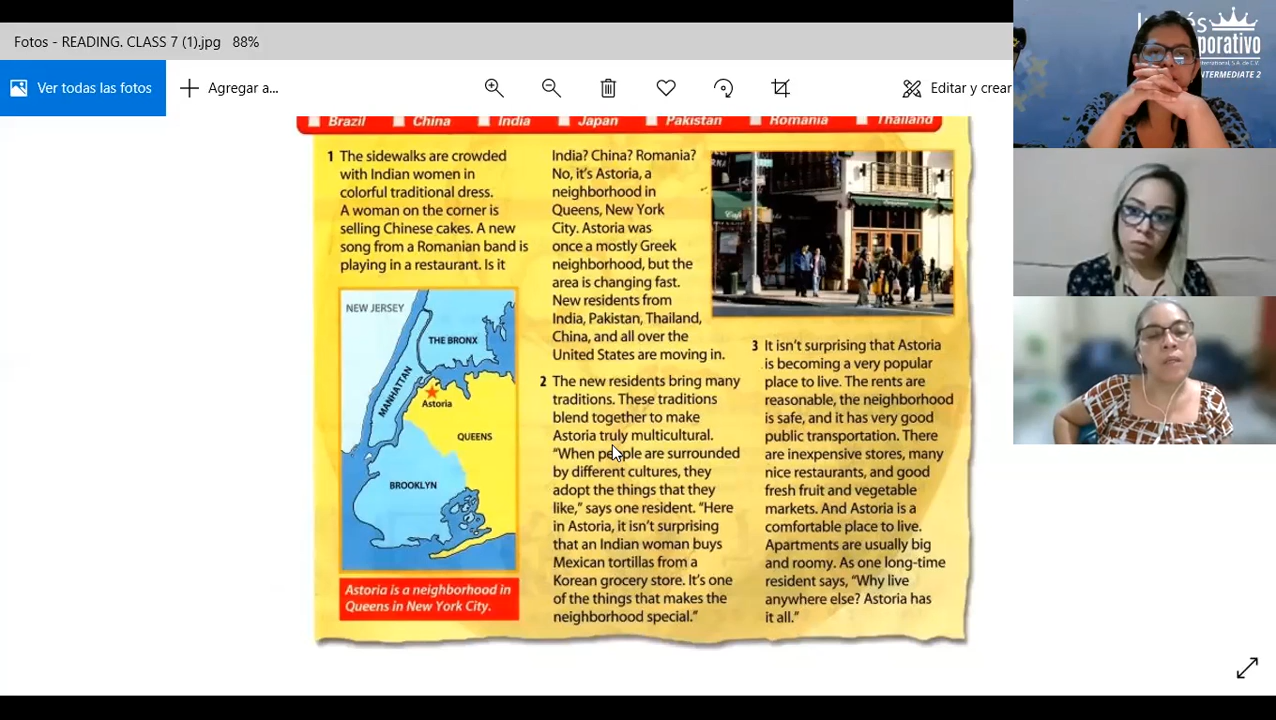 Fotos - READING. CLASS 7 (1).jpg 88%
Ver todas las fotos
Agregar a...
Editar y crear
porativo
INTERMEDIATE 2
Brazil China India Japan Pakistan Romania Thailand
1 The sidewalks are crowded
with Indian women in
colorful traditional dress.
A woman on the corner is
selling Chinese cakes. A new
song from a Romanian band is
playing in a restaurant. Is it
NEW JERSEY
THE BRONX
MANHATTAN
Astoria
QUEENS
BROOKLYN
Astoria is a neighborhood in
Queens in New York City.
India? China? Romania?
No, it's Astoria, a
neighborhood in
Queens, New York
City. Astoria was
once a mostly Greek
neighborhood, but the
area is changing fast.
New residents from
India, Pakistan, Thailand,
China, and all over the
United States are moving in.
2 The new residents bring many
traditions. These traditions
blend together to make
Astoria truly multicultural.
"When people are surrounded
by different cultures, they
adopt the things that they
like," says one resident. "Here
in Astoria, it isn't surprising
that an Indian woman buys
Mexican tortillas from a
Korean grocery store. It's one
of the things that makes the
neighborhood special."
3 It isn't surprising that Astoria
is becoming a very popular
place to live. The rents are
reasonable, the neighborhood
is safe, and it has very good
public transportation. There
are inexpensive stores, many
nice restaurants, and good
fresh fruit and vegetable
markets. And Astoria is a
comfortable place to live.
Apartments are usually big
and roomy. As one long-time
resident says, "Why live
anywhere else? Astoria has
it all."